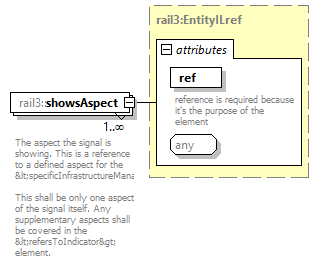 rail3:EntityILref
attributes
ref
reference is required because
it's the purpose of the
element
any
rail3::showsAspect
1..∞
The aspect the signal is
showing. This is a reference
to a defined aspect for the
&lt;specificInfrastructureMana
This shall be only one aspect
of the signal itself. Any
supplementary aspects shall
be covered in the
&lt;refersToIndicator&gt;
element.